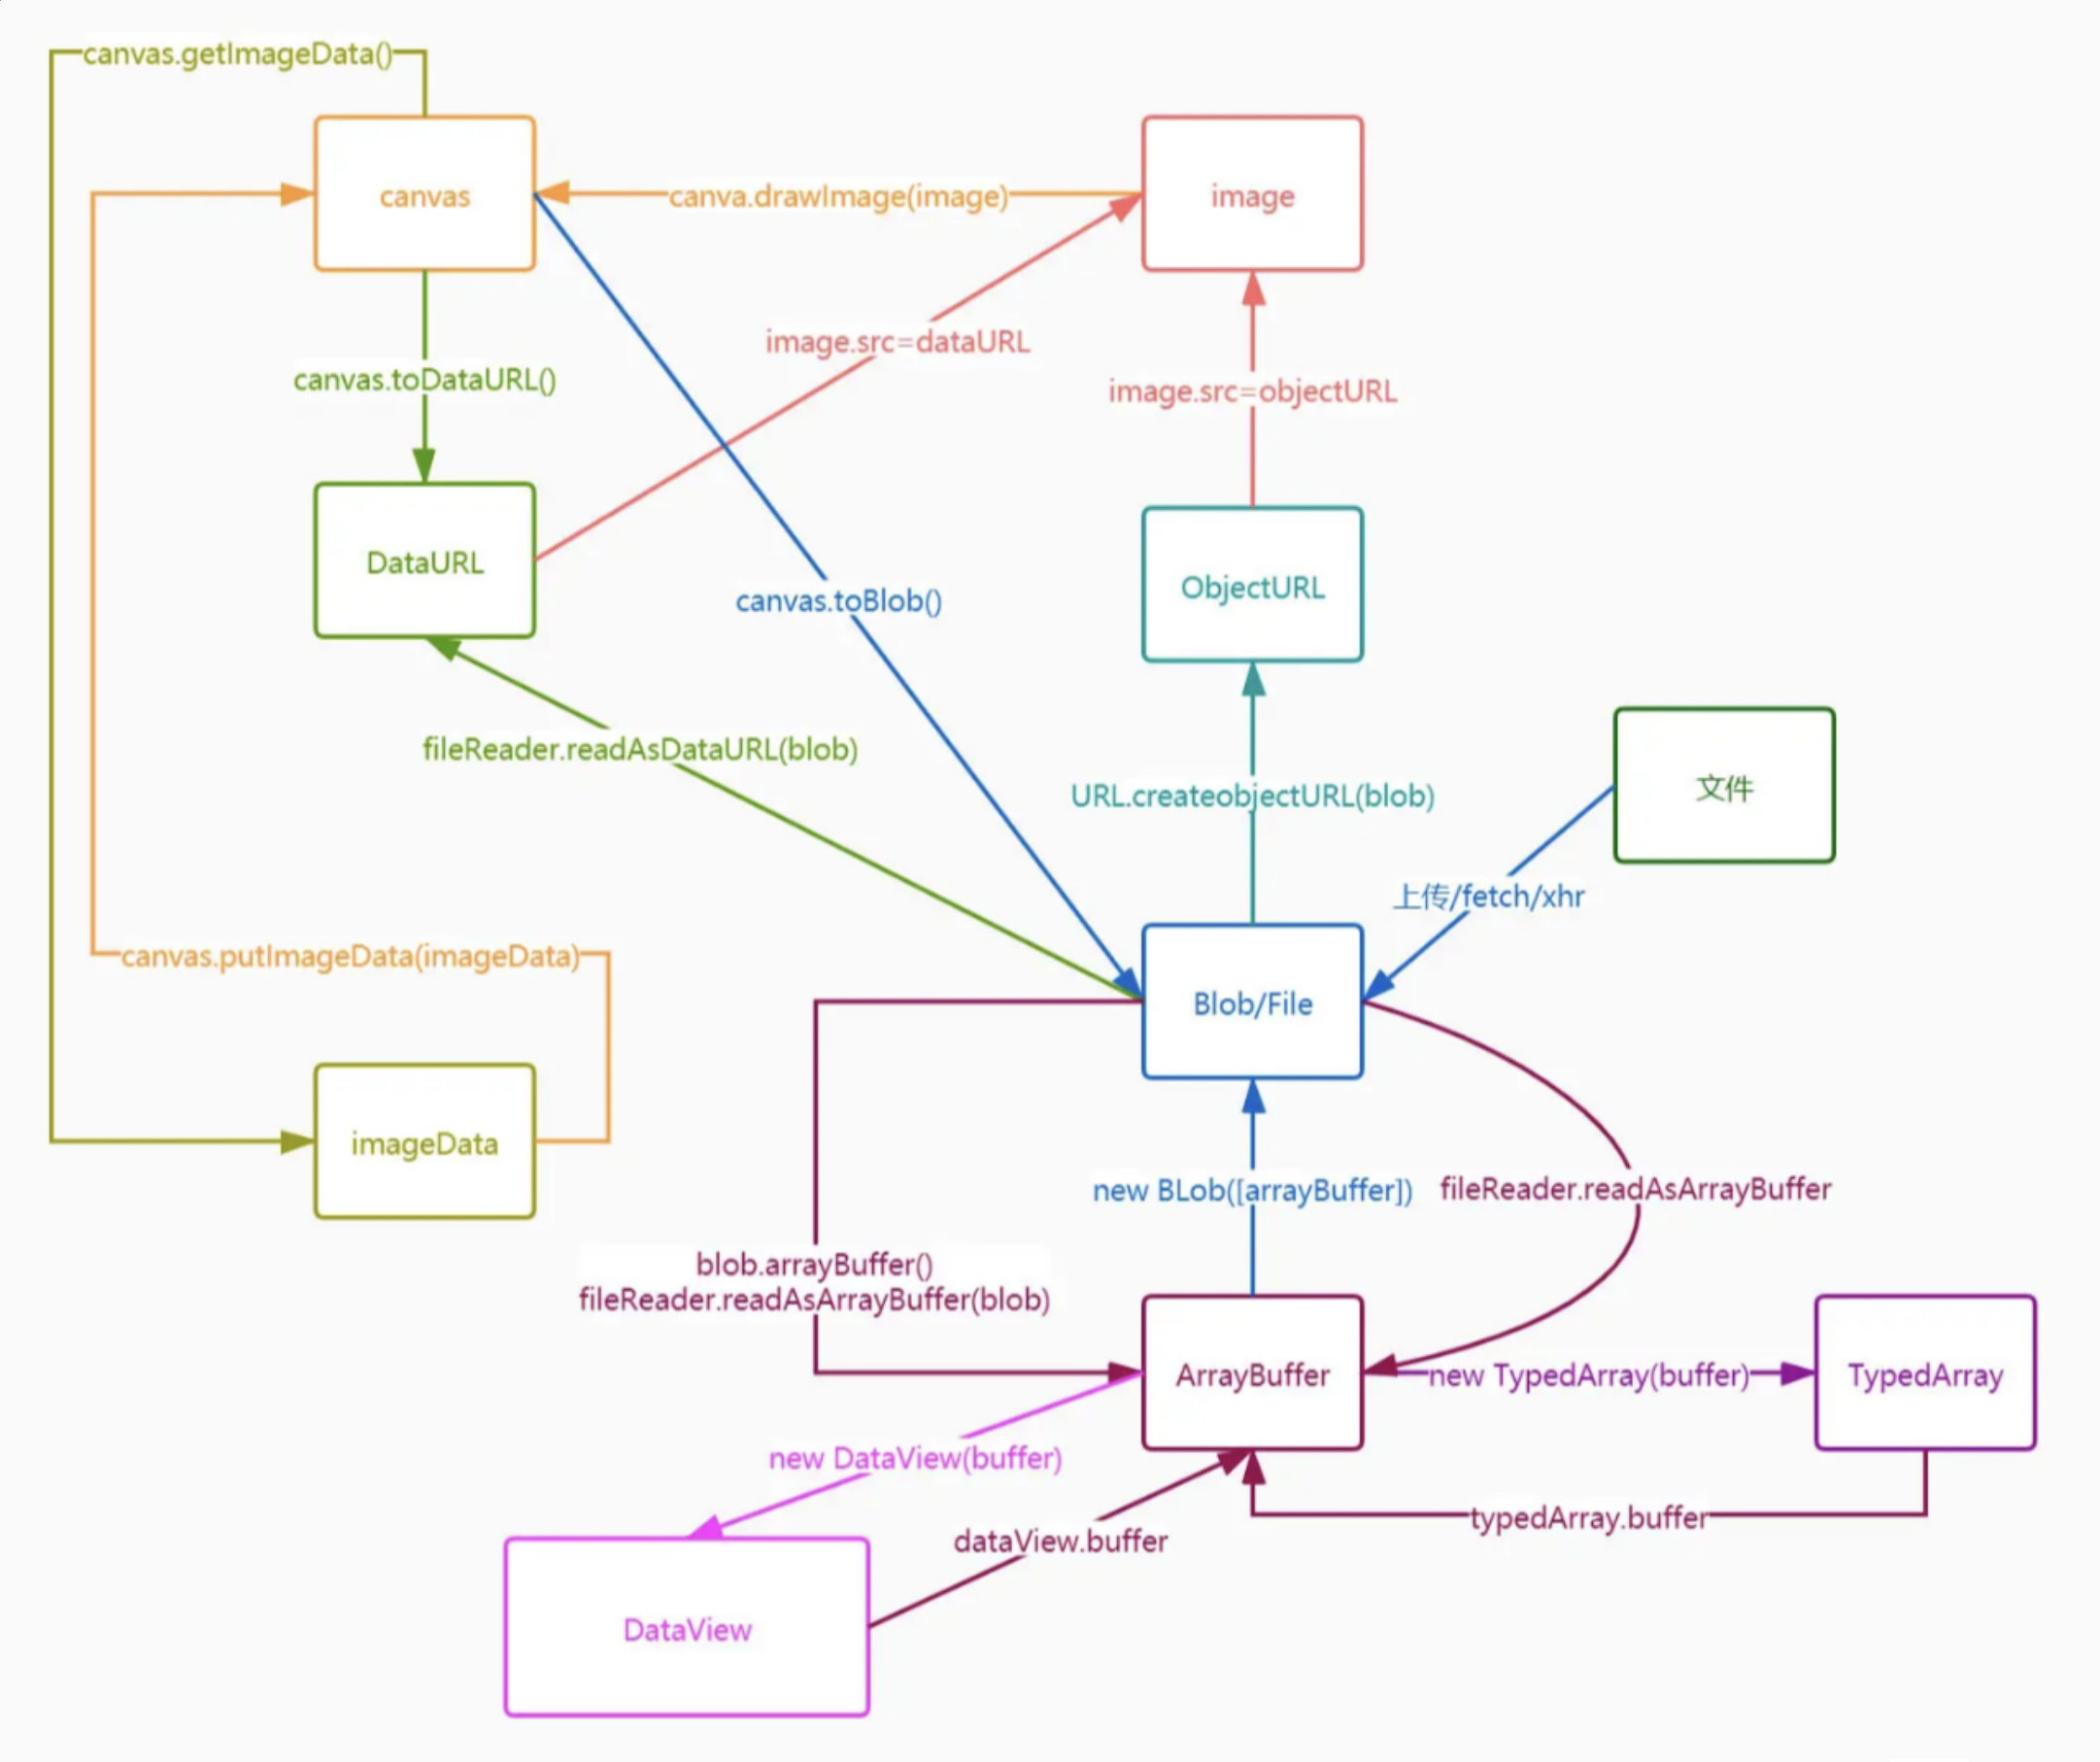 canvas.getImageData()
canvas
canva.drawImage(image)
image
image.src=dataURL
canvas.toDataURL()
image.src=objectURL
DataURL
ObjectURL
canvas.toBlob()
fileReader.readAsDataURL(blob)
URL.createobjectURL(blob)
文件
上传/fetch/xhr
canvas.putImageData(imageData)
Blob/File
imageData
new BLob([arrayBuffer])
fileReader.readAsArrayBuffer
blob.arrayBuffer()
fileReader.readAsArrayBuffer(blob)
ArrayBuffer
new TypedArray(buffer)
TypedArray
new DataView(buffer)
typedArray.buffer
dataView.buffer
DataView